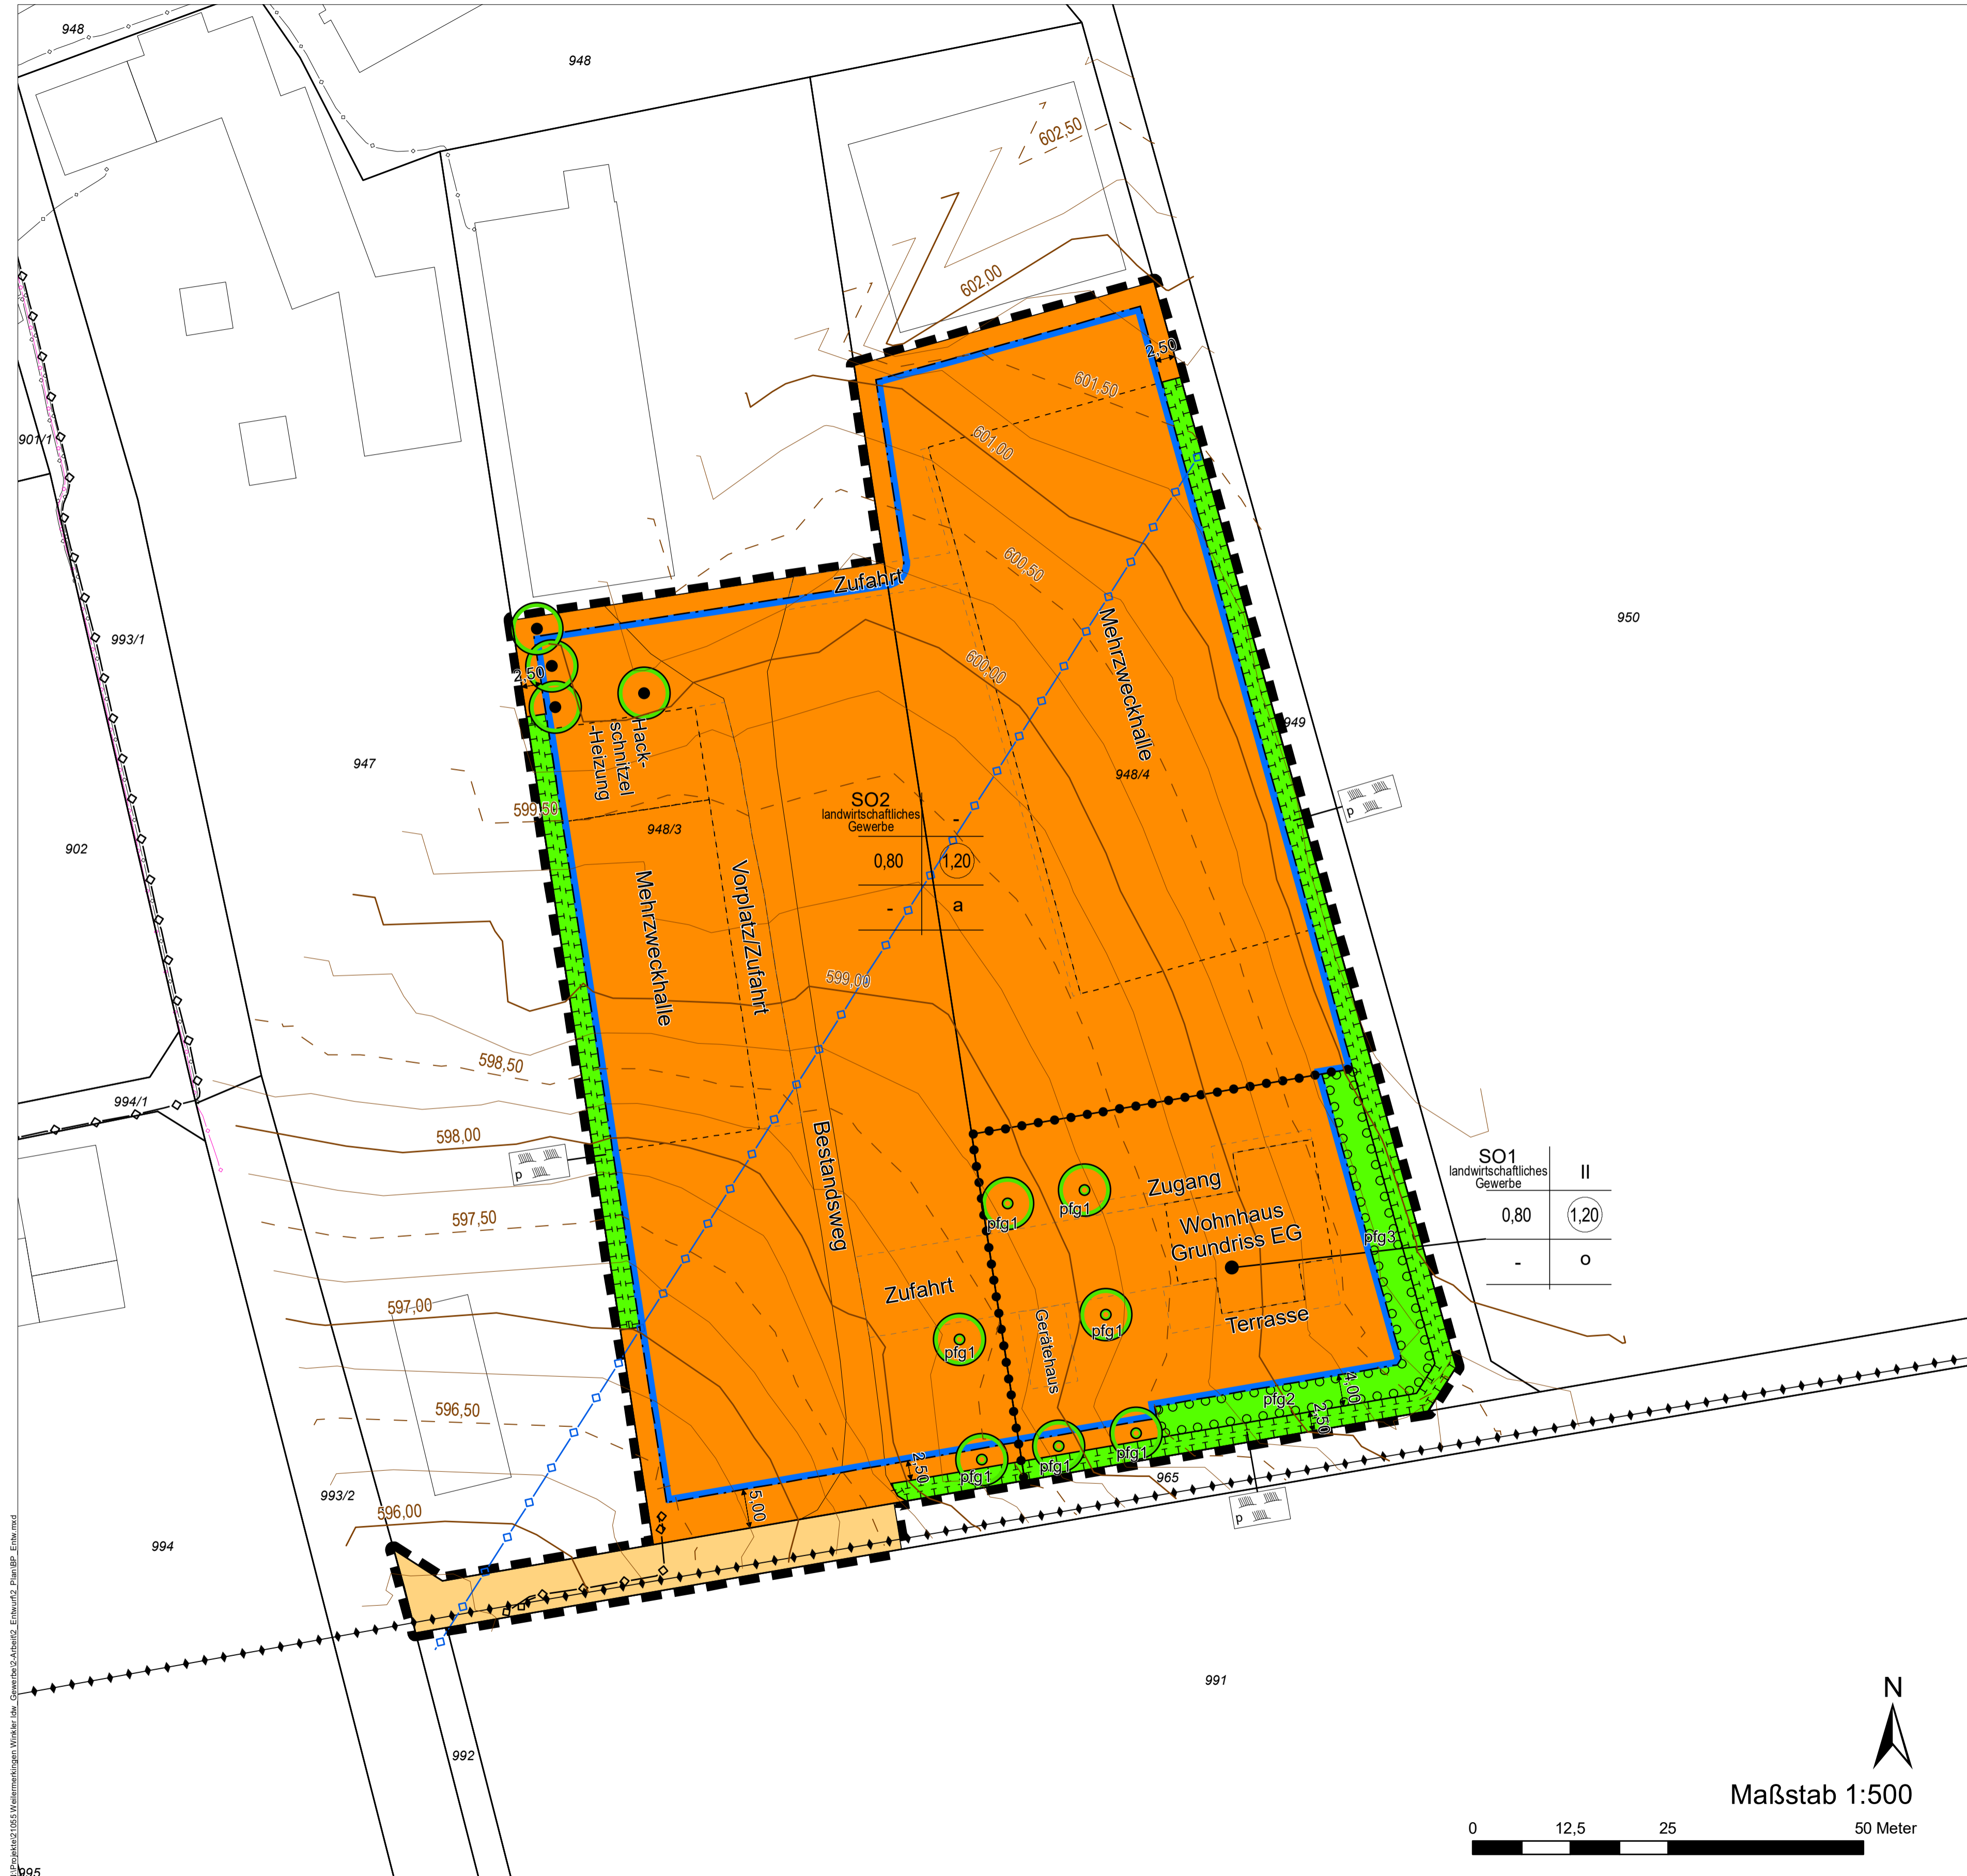 948
948
602,50
602,00
2,50
601,50
901/1
601,00
600,50
Zufahrt
950
993/1
Mehrzweckhalle
600,00
2,50
949
Hack-
schnitzel
-Heizung
947
948/4
SO2
landwirtschaftliches
Gewerbe
-
599,50
p
948/3
902
0,80
1,20
Mehrzweckhalle
Vorplatz/Zufahrt
-
a
599,00
598,50
994/1
598,00
Bestandsweg
p
SO1
landwirtschaftliches
Gewerbe
II
Zugang
pfg1
pfg1
0,80
1,20
597,50
Wohnhaus
Grundriss EG
pfg3
-
o
Zufahrt
597,00
Terrasse
pfg1
pfg1
Gerätehaus
4,00
pfg2
596,50
2,50
pfg1
pfg1
pfg1
2,50
965
993/2
5,00
596,00
p
994
991
N
992
Maßstab 1:500
0 12,5 25 50 Meter
995